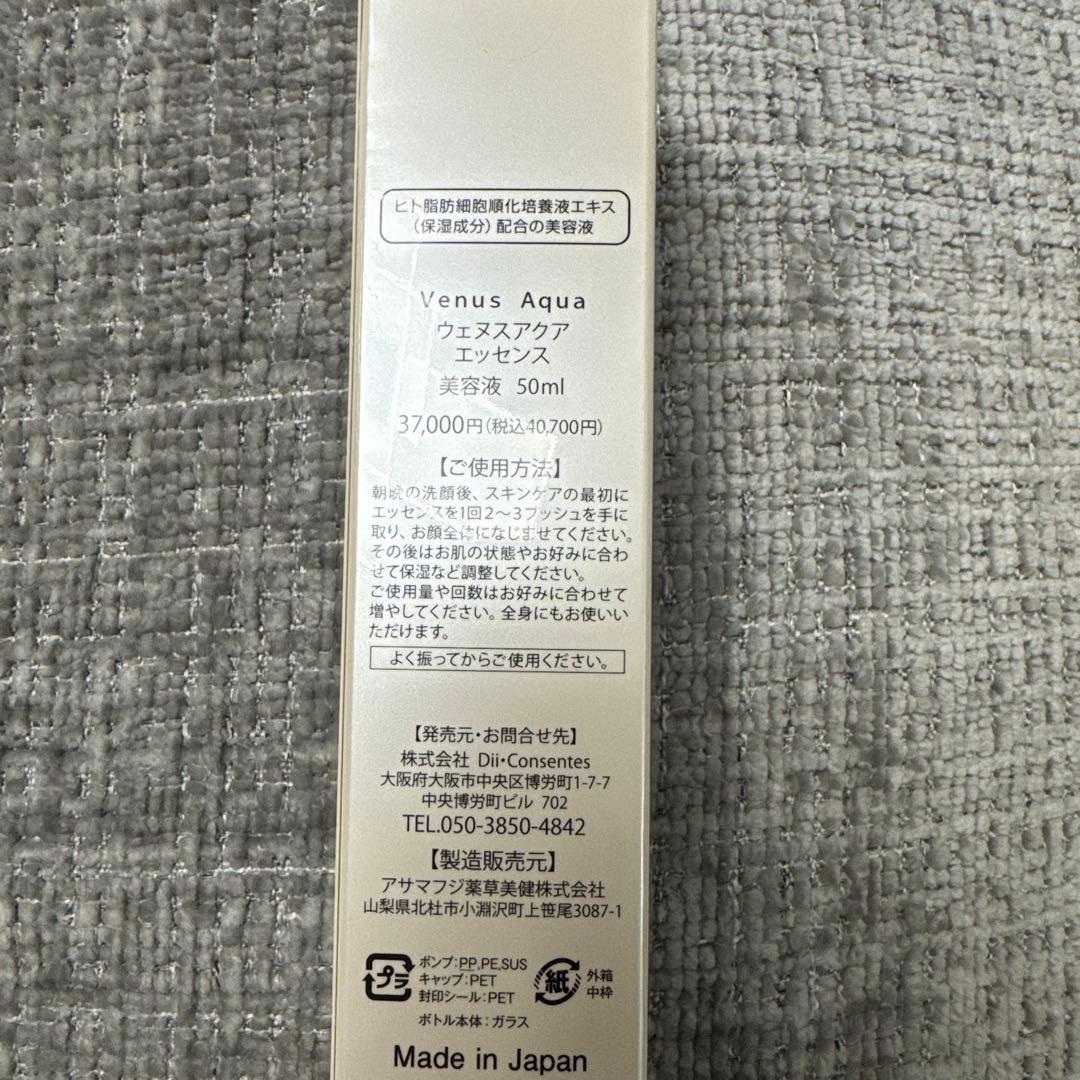 ヒト脂肪細胞順化培養液エキス
（保湿成分）配合の美容液
Venus Aqua
ウェヌスアクア
エッセンス
美容液 50ml
37,000円（税込40,700円）
【ご使用方法】
朝晩の洗顔後、スキンケアの最初に
エッセンスを1回2〜3プッシュを手に
取り、お顔全体になじませてください。
その後はお肌の状態やお好みに合わ
せて保湿など調整してください。
ご使用量や回数はお好みに合わせて
増やしてください。全身にもお使いい
ただけます。
よく振ってからご使用ください。
【発売元・お問合せ先】
株式会社 Dii・Consentes
大阪府大阪市中央区博労町1-7-7
中央博労町ビル 702
TEL.050-3850-4842
【製造販売元】
アサマフジ薬草美健株式会社
山梨県北杜市小淵沢町上笹尾3087-1
プラ
ポンプ：PP,PE,SUS
キャップ：PET
封印シール：PET
紙
外箱
中枠
ボトル本体：ガラス
Made in Japan